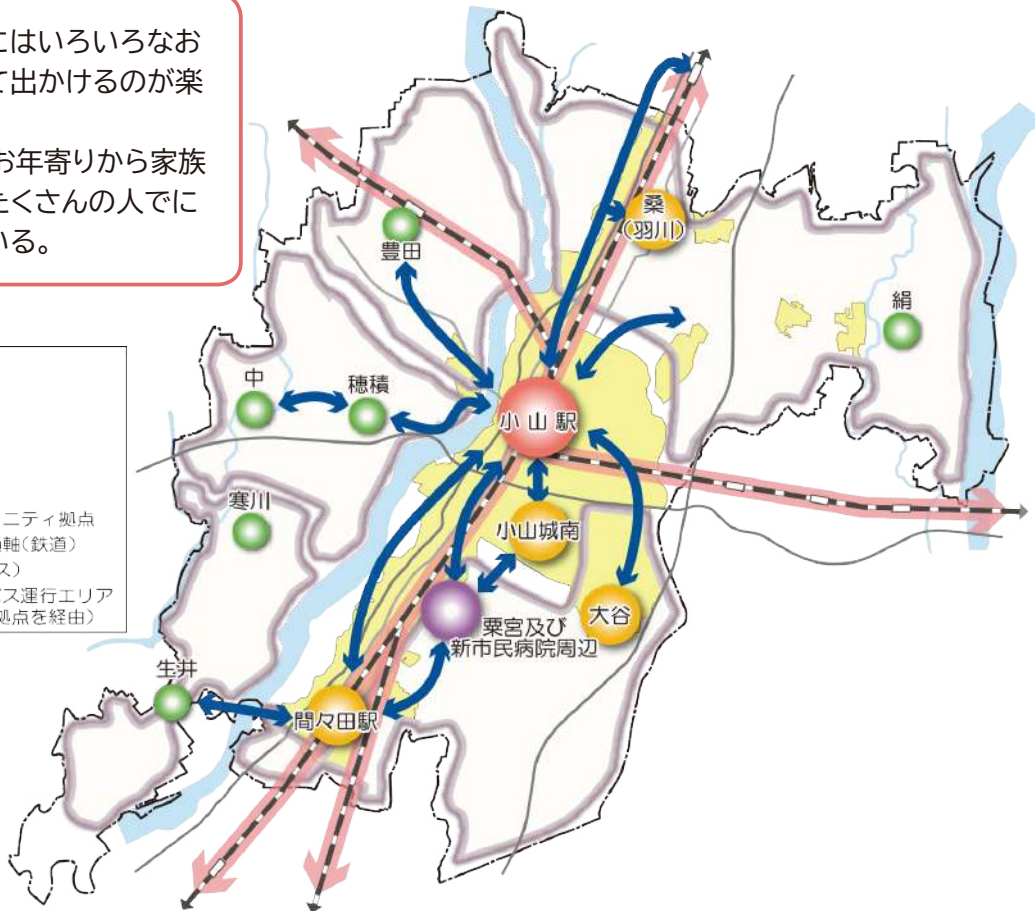 にはいろいろなお
て出かけるのが楽
お年寄りから家族
たくさんの人でに
いる。
ニティ拠点
軸(鉄道)
ス)
バス運行エリア
拠点を経由)
桑
(羽川)
豊田
絹
中
穂積
小山駅
寒川
小山城南
大谷
粟宮及び
新市民病院周辺
生井
間々田駅